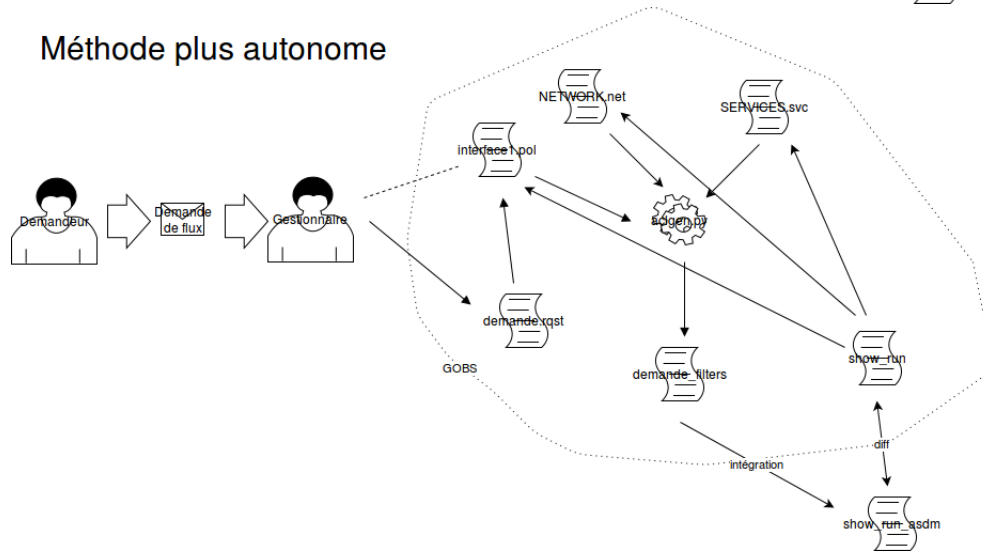 Méthode plus autonome
NETWORK.net
SERVICES.svc
interface1.pol
Demandeur
Demande
de flux
Gestionnaire
aclgen.py
demande.rqst
GOBS
demande_filters
show_run
diff
intégration
show_run_asdm